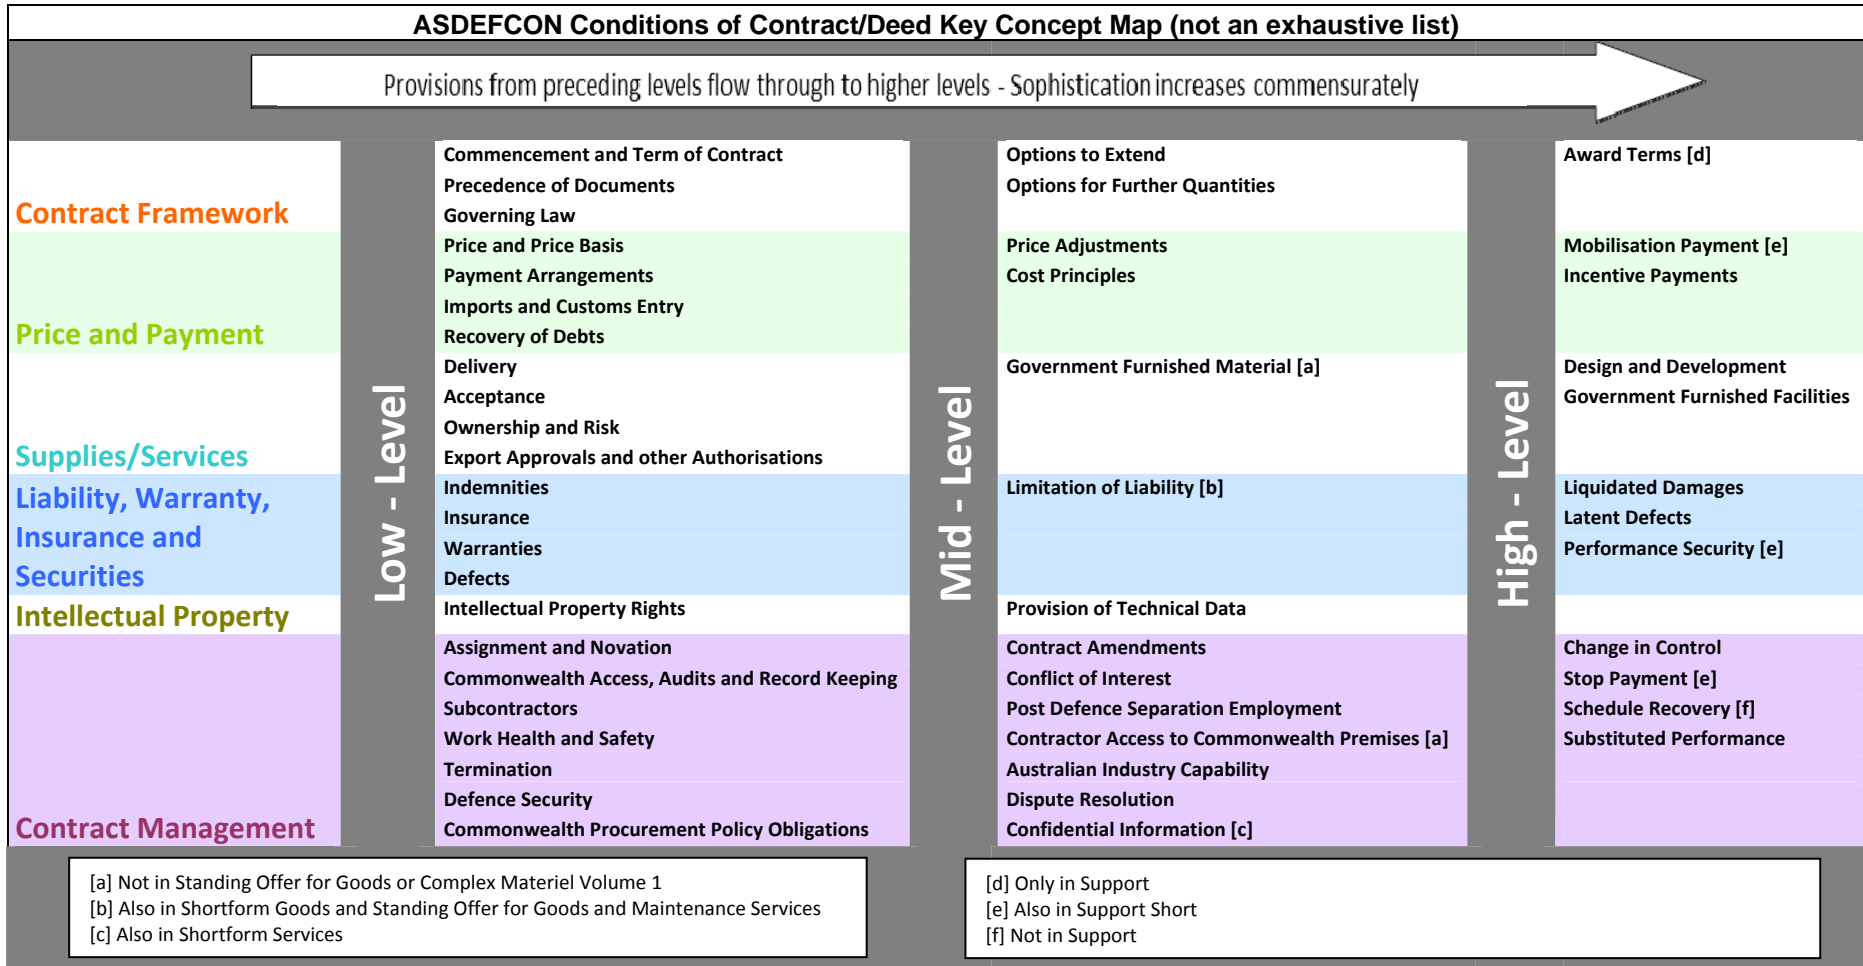 ASDEFCON Conditions of Contract/Deed Key Concept Map (not an exhaustive list)
Provisions from preceding levels flow through to higher levels - Sophistication increases commensurately
Contract Framework
Price and Payment
Supplies/Services
Liability, Warranty,
Insurance and
Securities
Intellectual Property
Contract Management
Low - Level
Commencement and Term of Contract
Precedence of Documents
Governing Law
Price and Price Basis
Payment Arrangements
Imports and Customs Entry
Recovery of Debts
Delivery
Acceptance
Ownership and Risk
Export Approvals and other Authorisations
Indemnities
Insurance
Warranties
Defects
Intellectual Property Rights
Assignment and Novation
Commonwealth Access, Audits and Record Keeping
Subcontractors
Work Health and Safety
Termination
Defence Security
Commonwealth Procurement Policy Obligations
Mid - Level
Options to Extend
Options for Further Quantities
Price Adjustments
Cost Principles
Government Furnished Material [a]
Limitation of Liability [b]
Provision of Technical Data
Contract Amendments
Conflict of Interest
Post Defence Separation Employment
Contractor Access to Commonwealth Premises [a]
Australian Industry Capability
Dispute Resolution
Confidential Information [c]
High - Level
Award Terms [d]
Mobilisation Payment [e]
Incentive Payments
Design and Development
Government Furnished Facilities
Liquidated Damages
Latent Defects
Performance Security [e]
Change in Control
Stop Payment [e]
Schedule Recovery [f]
Substituted Performance
[a] Not in Standing Offer for Goods or Complex Materiel Volume 1
[b] Also in Shortform Goods and Standing Offer for Goods and Maintenance Services
[c] Also in Shortform Services
[d] Only in Support
[e] Also in Support Short
[f] Not in Support